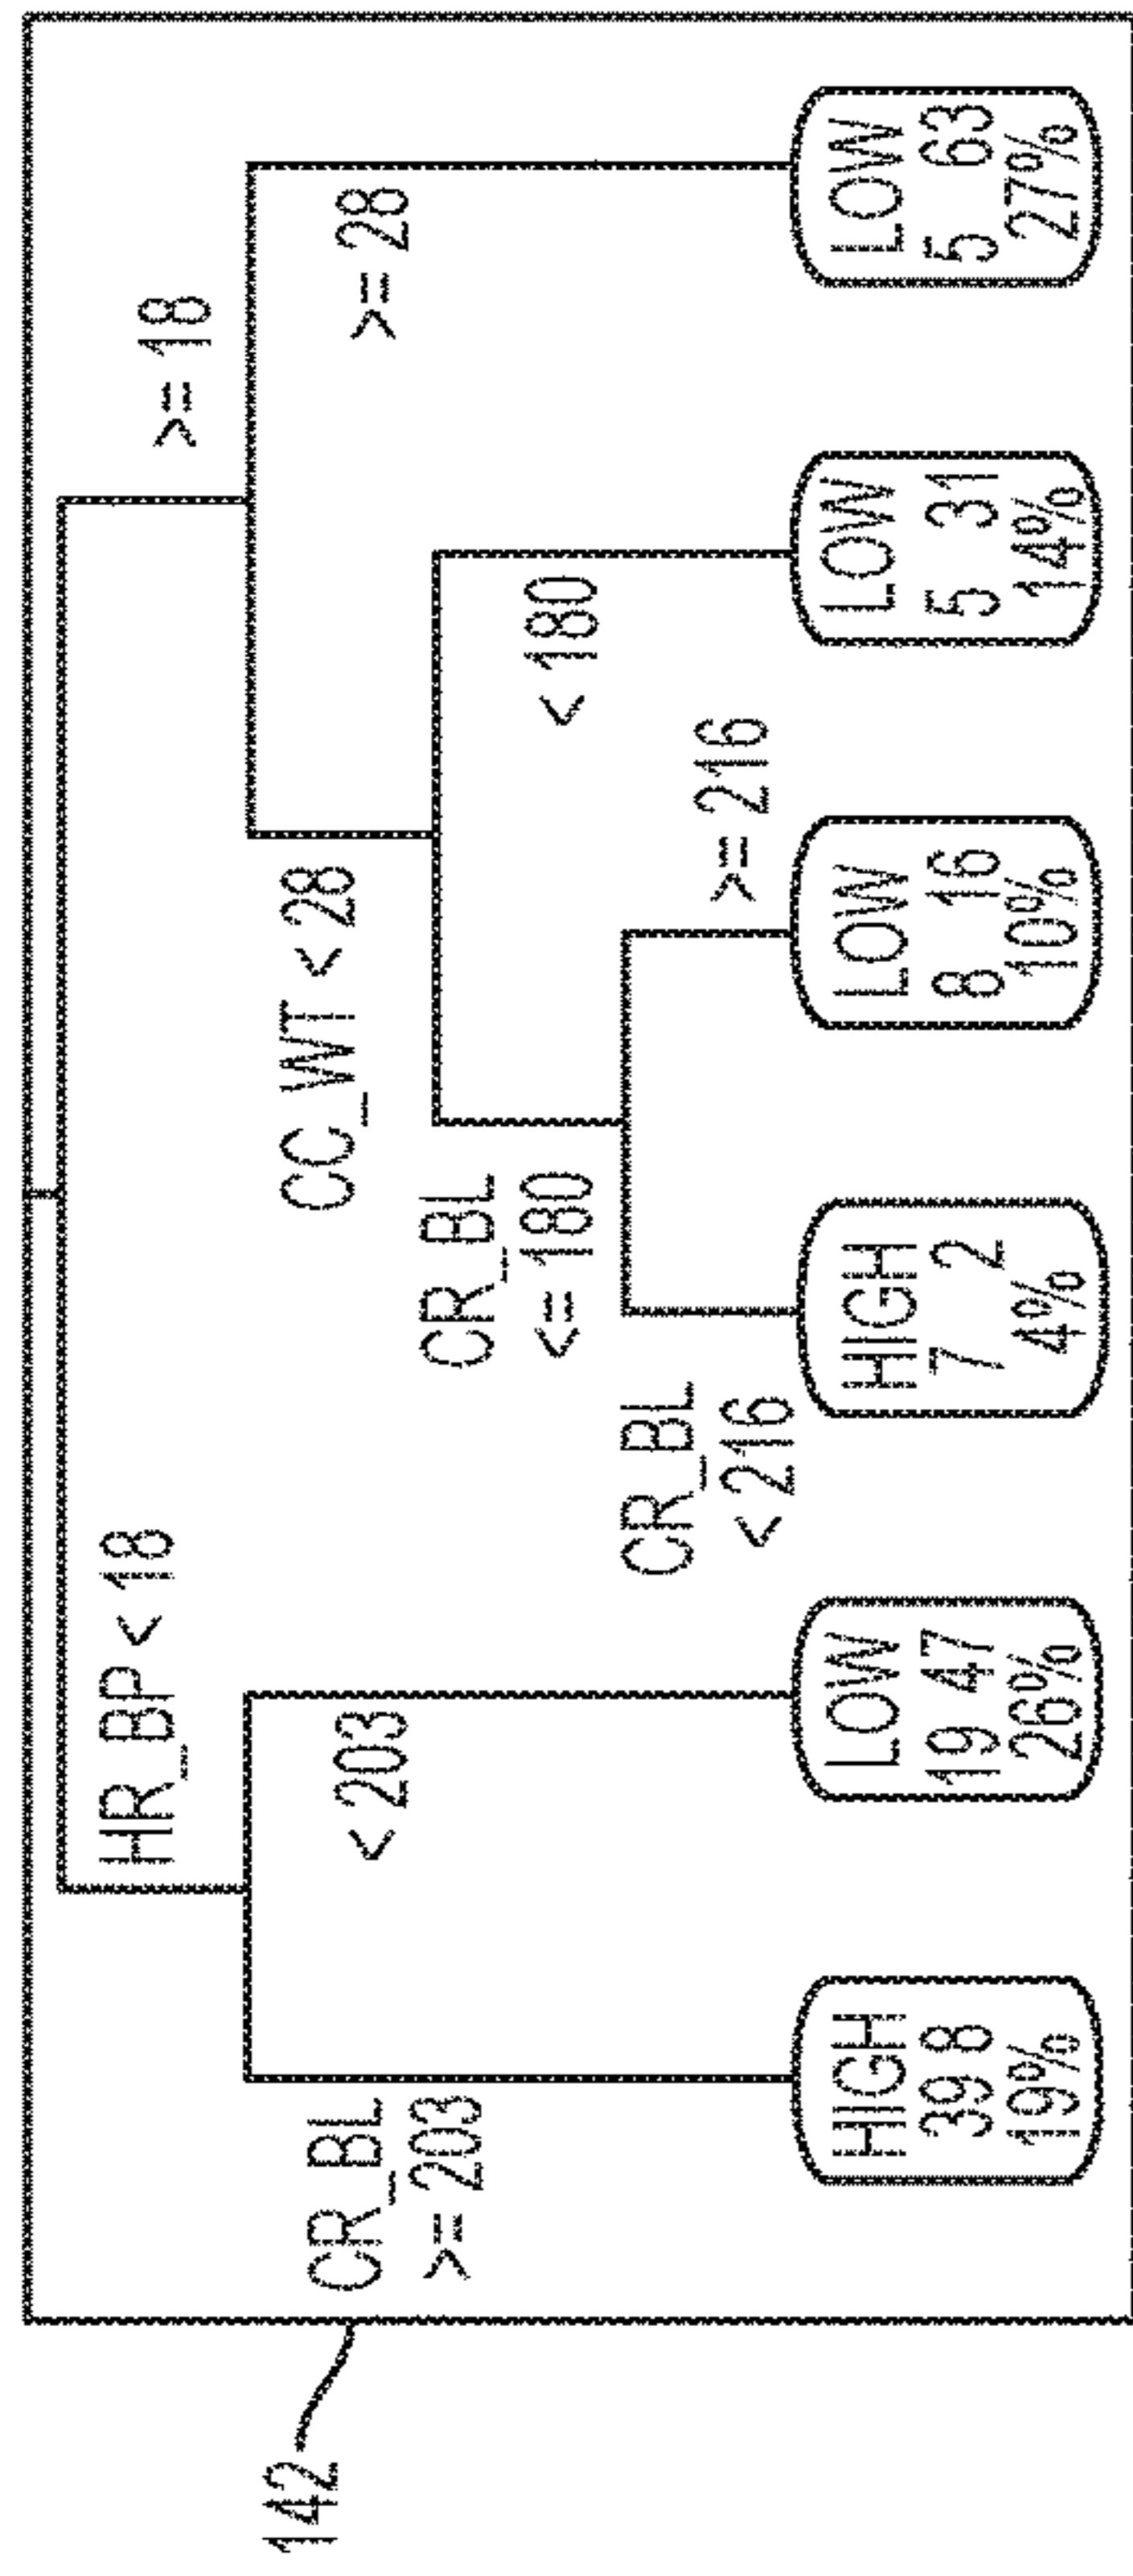 142
HR_BP < 18
>= 18
CR_BL
>= 203
< 203
CC_WT < 28
>= 28
CR_BL
<= 180
< 180
CR_BL
< 216
>= 216
HIGH
39 8
19%
LOW
19 47
26%
HIGH
7 2
4%
LOW
8 16
10%
LOW
5 31
14%
LOW
5 63
27%